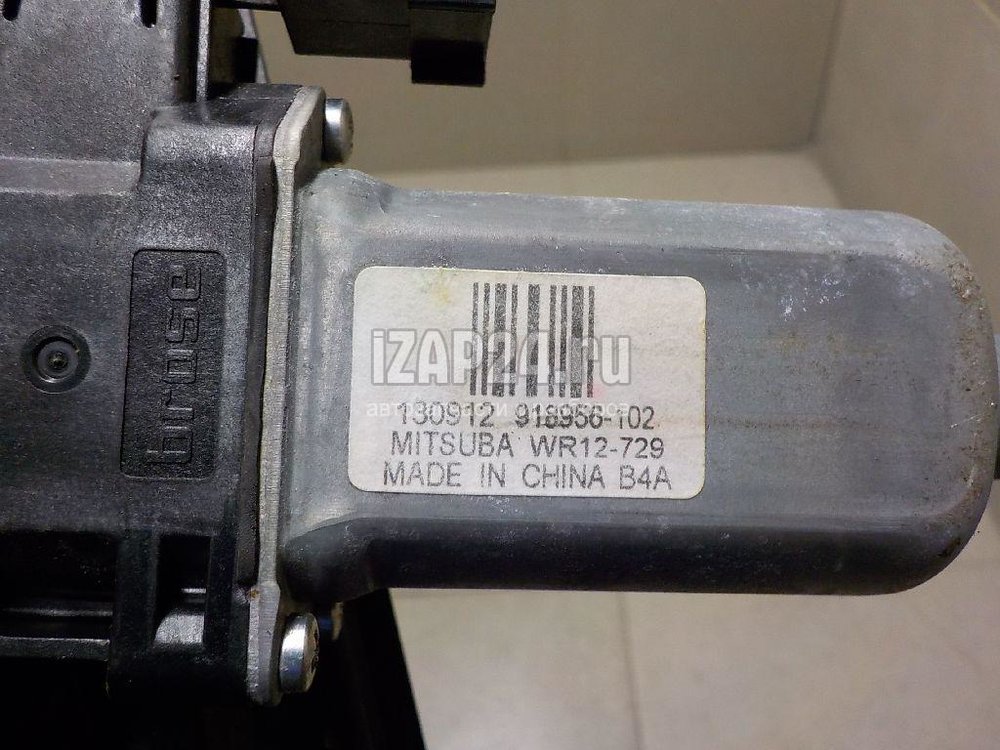 brose
iZAP24.ru
130912 918956-102
MITSUBA WR12-729
MADE IN CHINA B4A